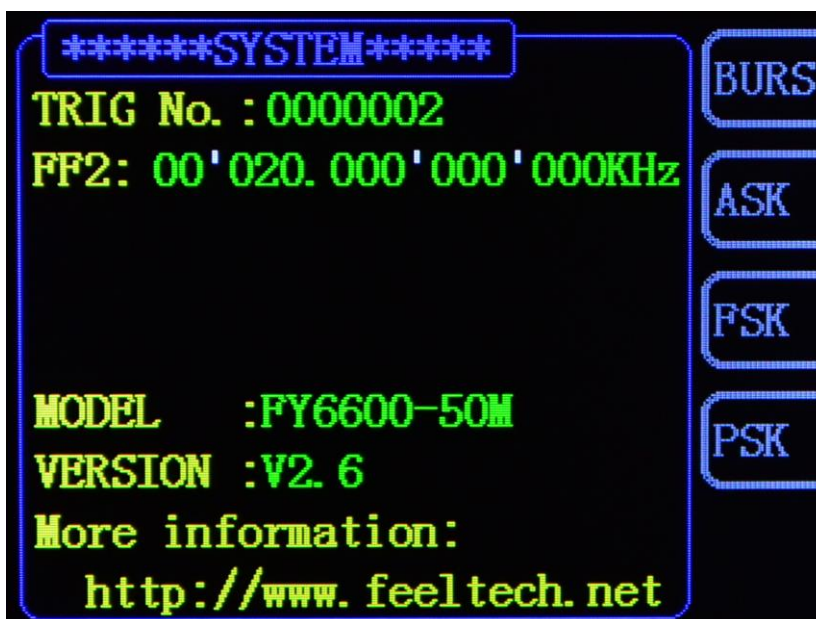 ******SYSTEM*****
TRIG No.:0000002
FF2: 00'020.000'000'000KHz
MODEL :FY6600-50M
VERSION :V2.6
More information:
http://www.feeltech.net
BURS
ASK
FSK
PSK